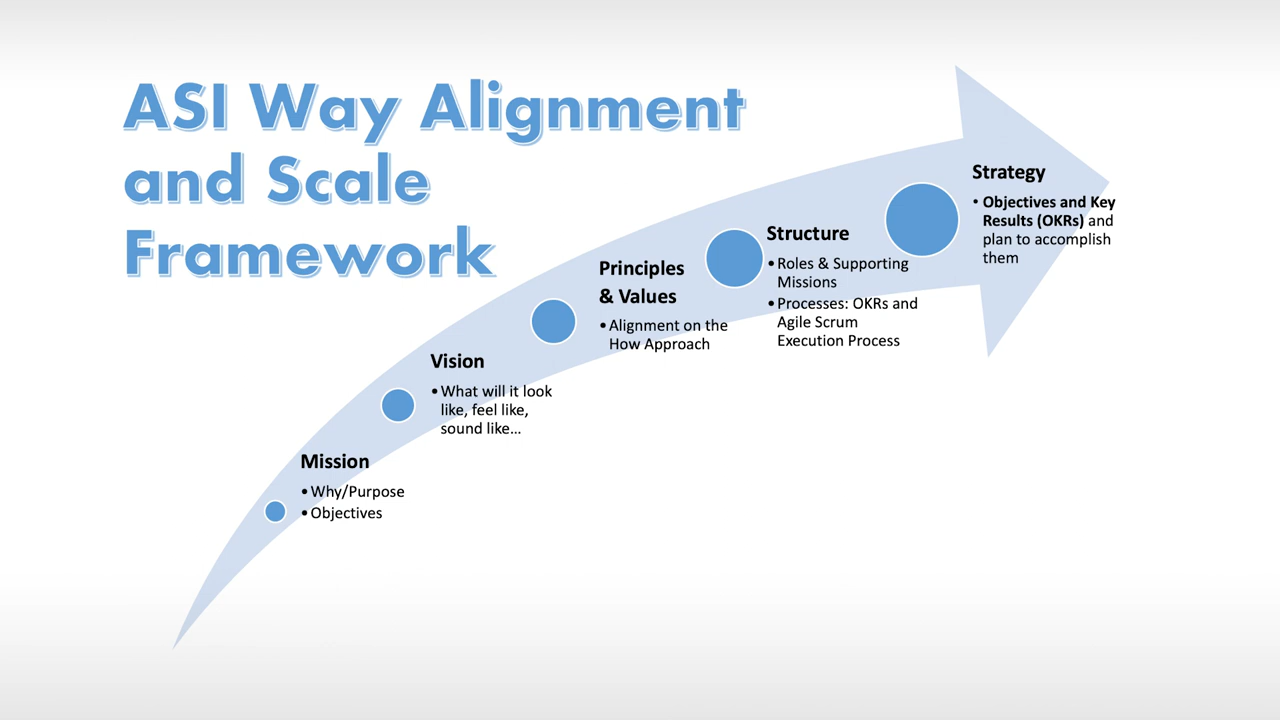 ASI Way Alignment
and Scale
Framework
Mission
• Why/Purpose
• Objectives
Vision
• What will it look
like, feel like,
sound like...
Principles
& Values
• Alignment on the
How Approach
Structure
• Roles & Supporting
Missions
• Processes: OKRs and
Agile Scrum
Execution Process
Strategy
• Objectives and Key
Results (OKRs) and
plan to accomplish
them